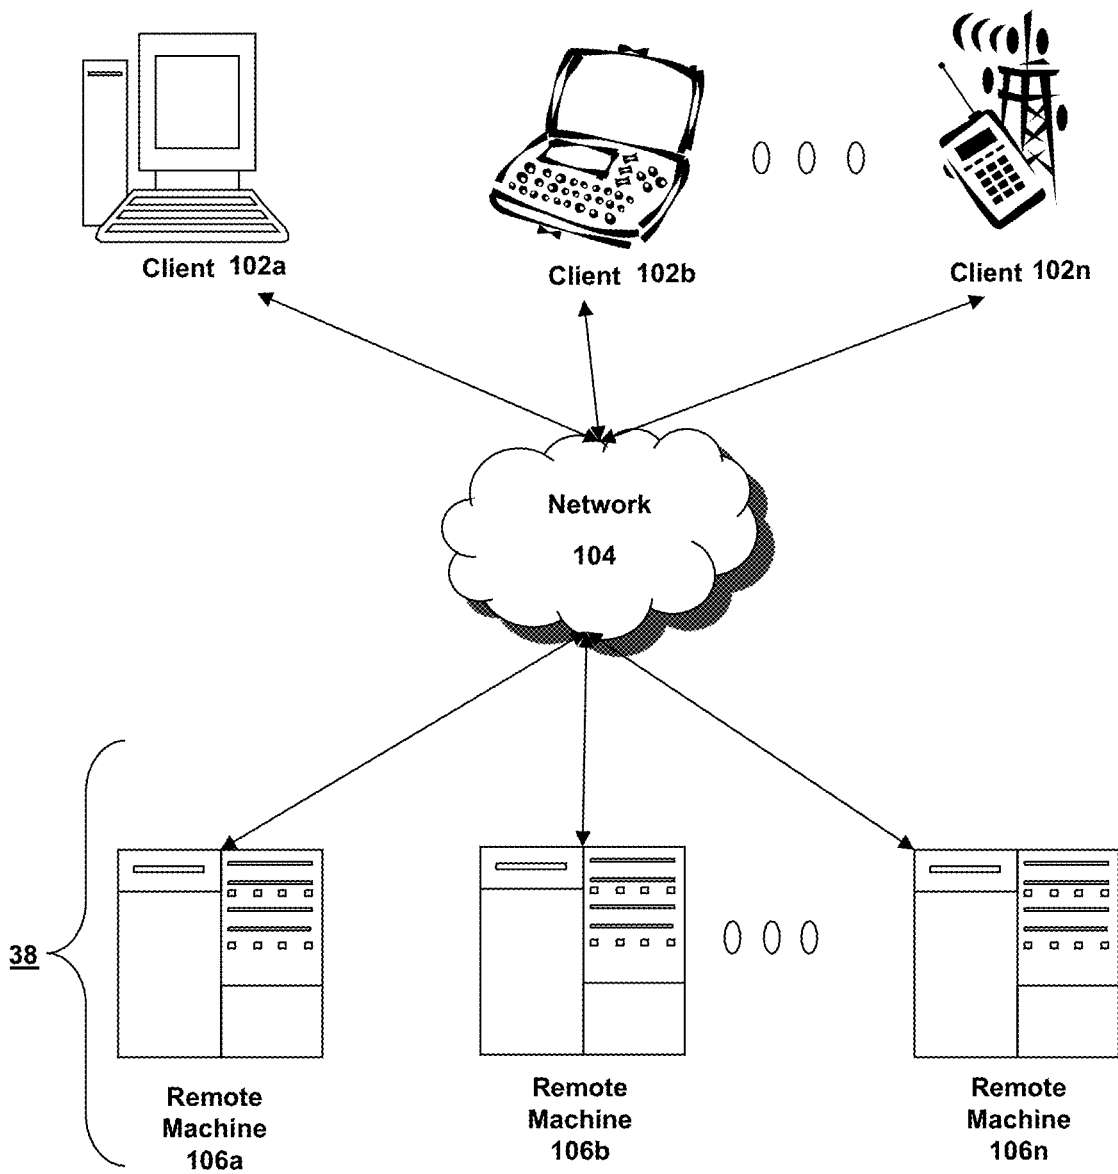 Client 102a
Client 102b
Client 102n
Network
104
38
Remote
Machine
106a
Remote
Machine
106b
Remote
Machine
106n